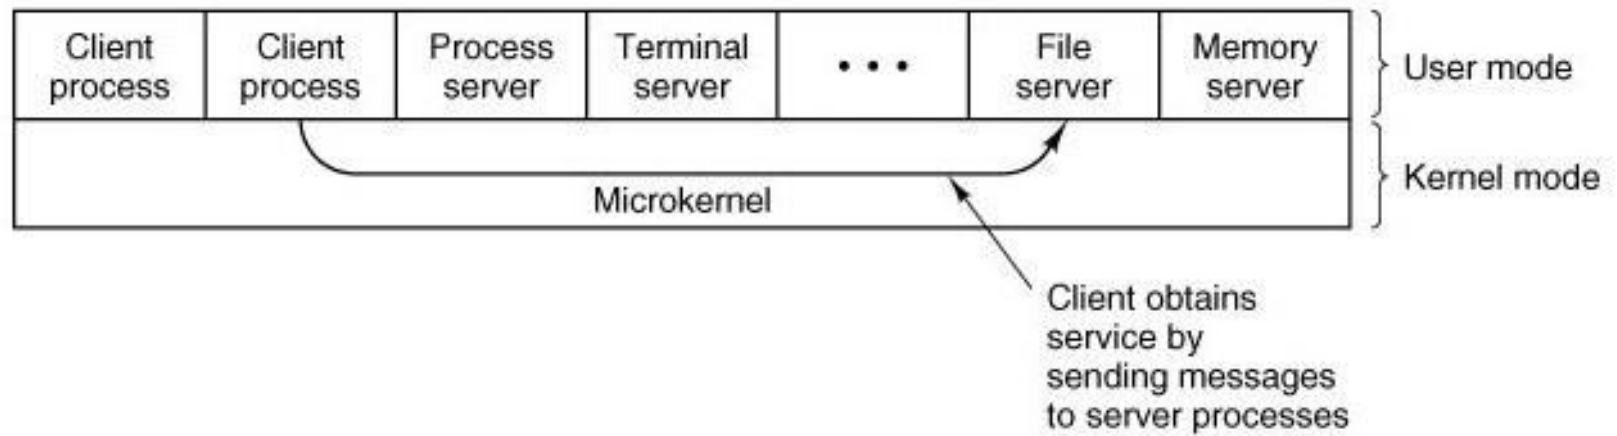 Client
process
Client
process
Process
server
Terminal
server
• • •
File
server
Memory
server
User mode
Microkernel
Kernel mode
Client obtains
service by
sending messages
to server processes